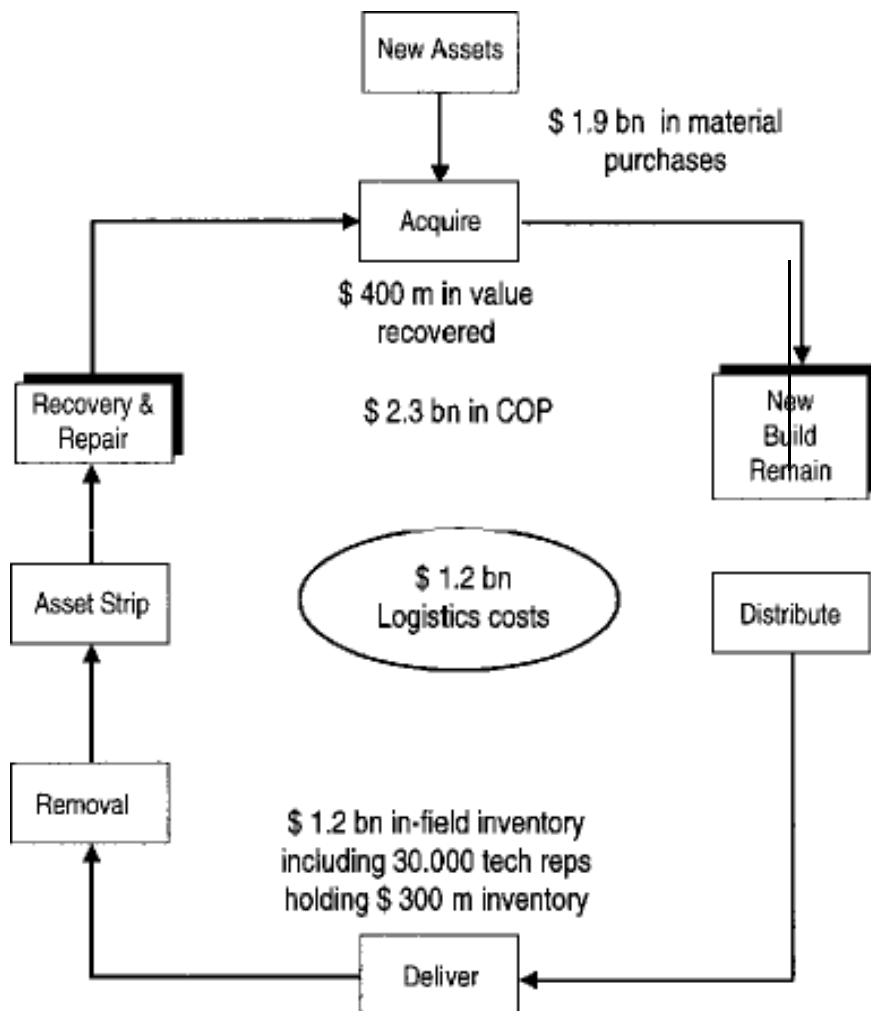 New Assets
$ 1.9 bn in material
purchases
Acquire
$ 400 m in value
recovered
Recovery &
Repair
$ 2.3 bn in COP
New
Build
Remain
Asset Strip
$ 1.2 bn
Logistics costs
Distribute
Removal
$ 1.2 bn in-field inventory
including 30.000 tech reps
holding $ 300 m inventory
Deliver